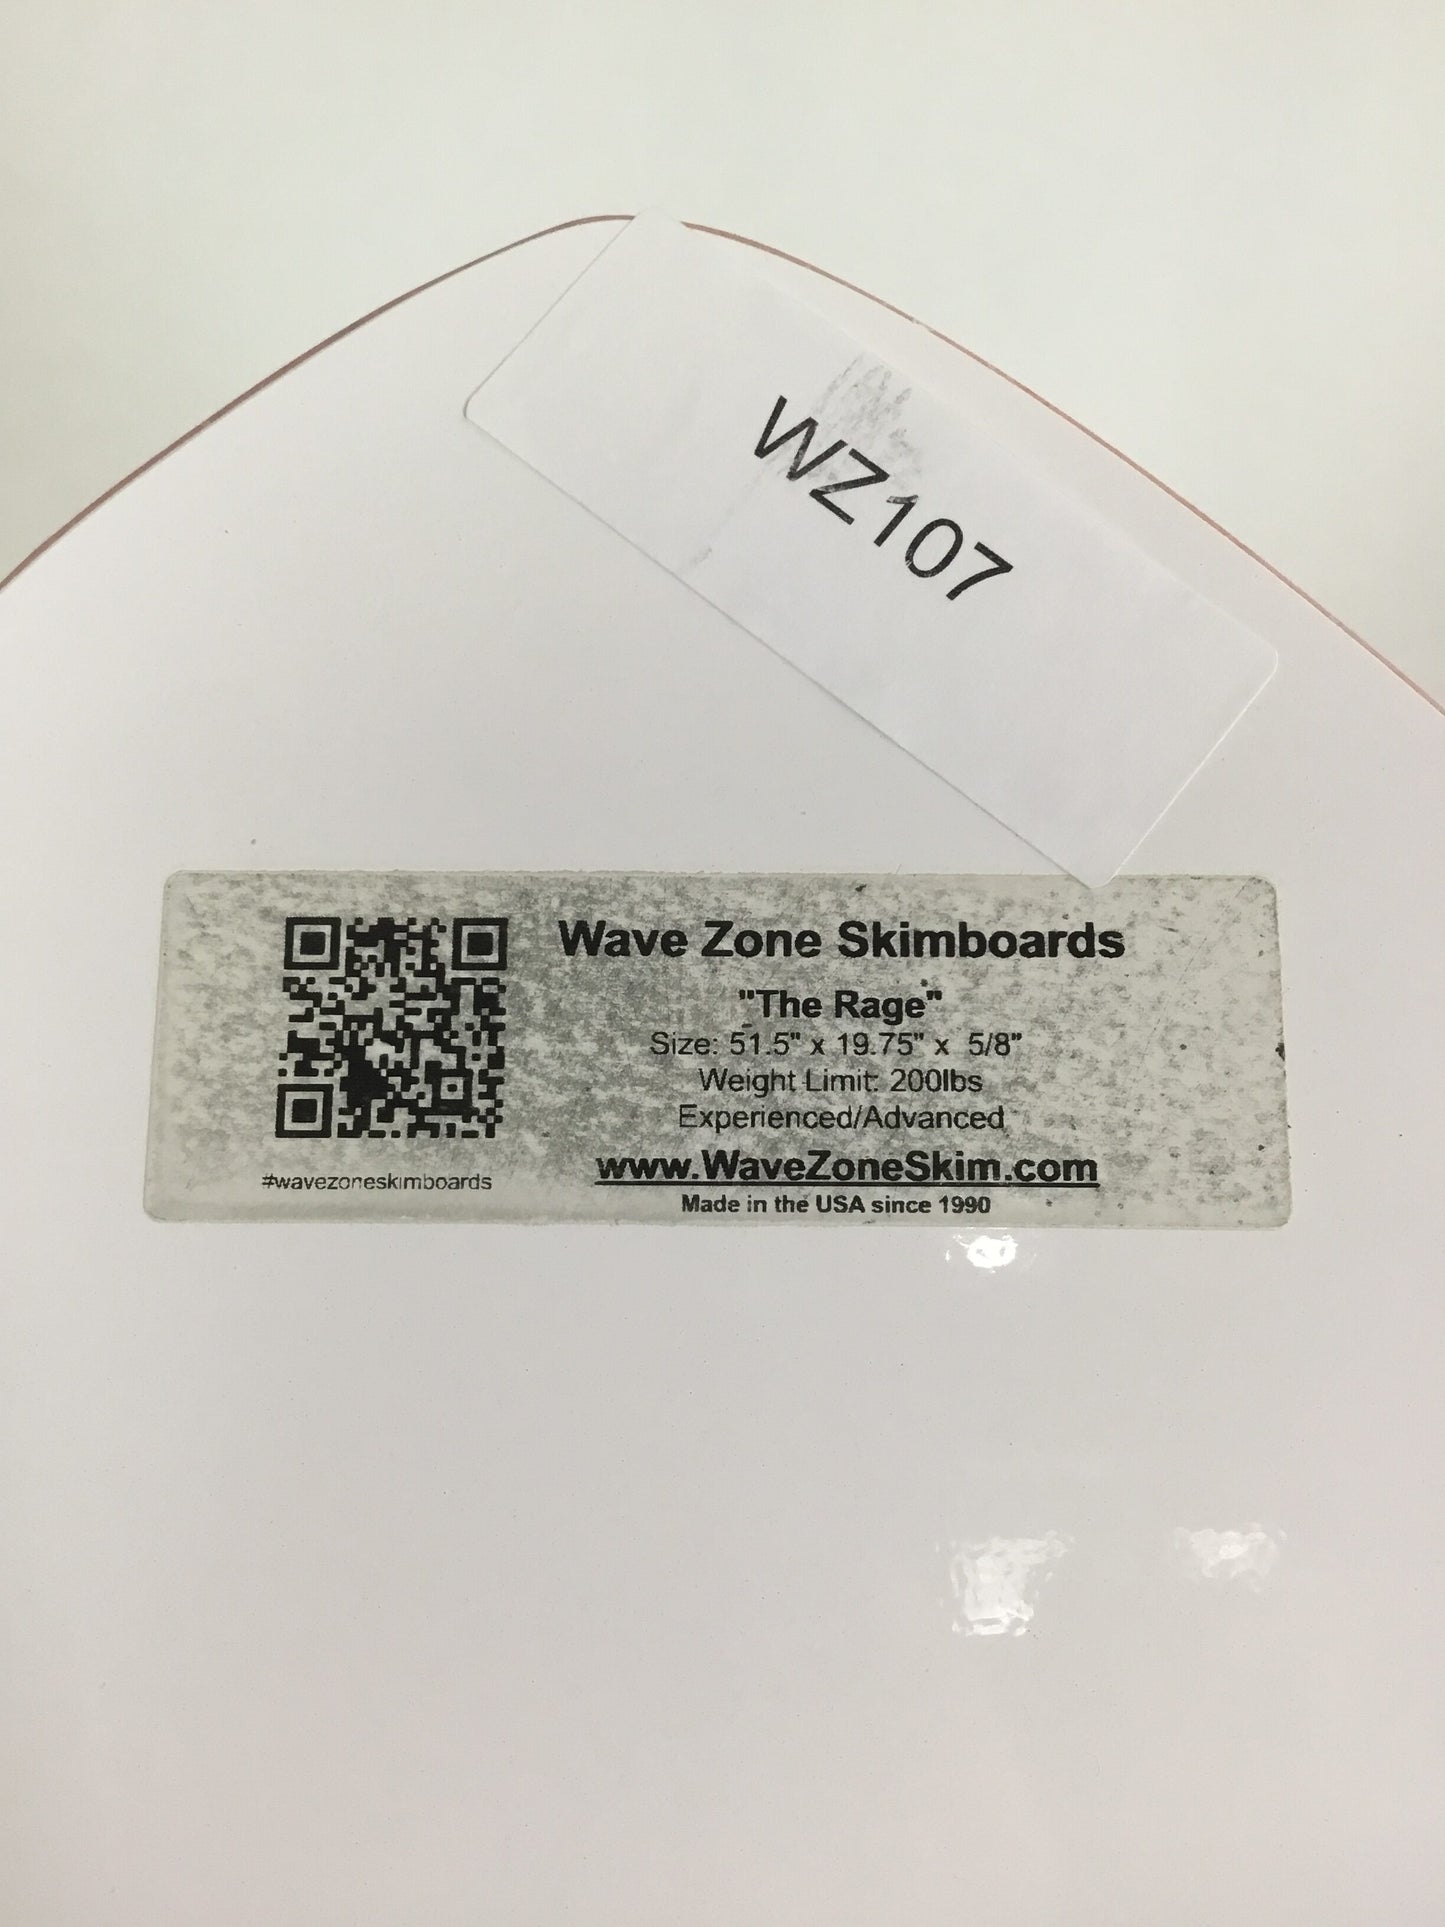 WZ107
Wave Zone Skimboards
"The Rage"
Size: 51.5" x 19.75" x 5/8"
Weight Limit: 200lbs
Experienced/Advanced
www.WaveZoneSkim.com
Made in the USA since 1990
#wavezoneskimboards